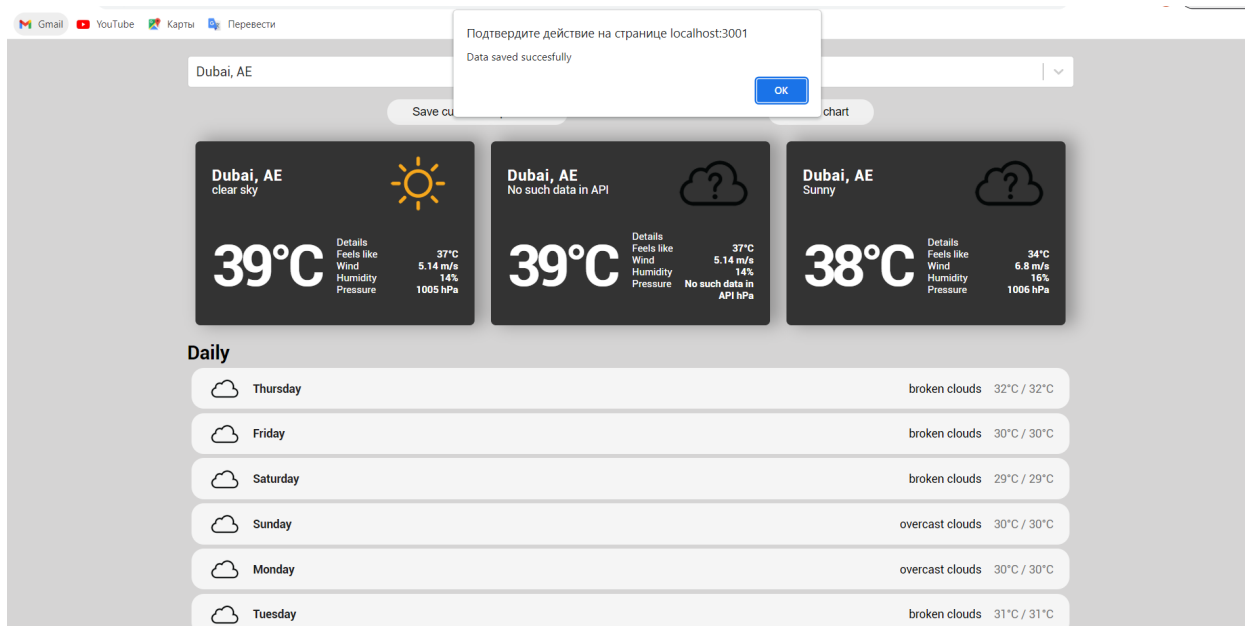 Gmail YouTube Карты Перевести
Подтвердите действие на странице localhost:3001
Data saved succesfully
OK
Dubai, AE
Save cu
chart
Dubai, AE
clear sky
39°C
Details
Feels like 37°C
Wind 5.14 m/s
Humidity 14%
Pressure 1005 hPa
Dubai, AE
No such data in API
?
39°C
Details
Feels like 37°C
Wind 5.14 m/s
Humidity 14%
Pressure No such data in
API hPa
Dubai, AE
Sunny
?
38°C
Details
Feels like 34°C
Wind 6.8 m/s
Humidity 16%
Pressure 1006 hPa
Daily
Thursday broken clouds 32°C / 32°C
Friday broken clouds 30°C / 30°C
Saturday broken clouds 29°C / 29°C
Sunday overcast clouds 30°C / 30°C
Monday overcast clouds 30°C / 30°C
Tuesday broken clouds 31°C / 31°C